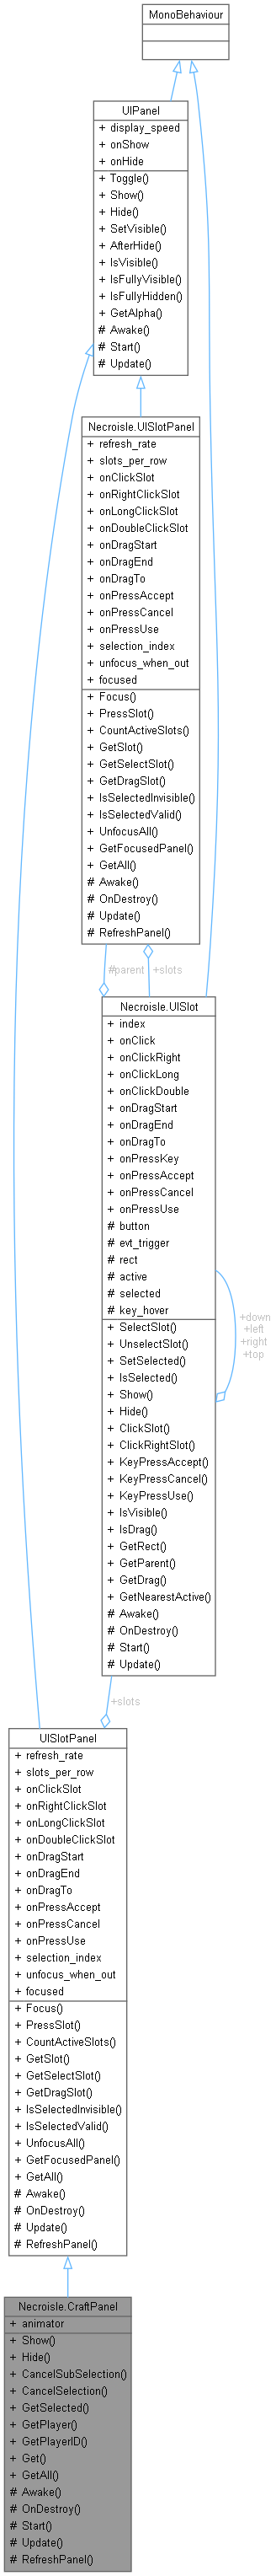 MonoBehaviour
UIPanel
+ display_speed
+ onShow
+ onHide
+ Toggle()
+ Show()
+ Hide()
+ SetVisible()
+ AfterHide()
+ IsVisible()
+ IsFullyVisible()
+ IsFullyHidden()
+ GetAlpha()
# Awake()
# Start()
# Update()
Necroisle.UISlotPanel
+ refresh_rate
+ slots_per_row
+ onClickSlot
+ onRightClickSlot
+ onLongClickSlot
+ onDoubleClickSlot
+ onDragStart
+ onDragEnd
+ onDragTo
+ onPressAccept
+ onPressCancel
+ onPressUse
+ selection_index
+ unfocus_when_out
+ focused
+ Focus()
+ PressSlot()
+ CountActiveSlots()
+ GetSlot()
+ GetSelectSlot()
+ GetDragSlot()
+ IsSelectedInvisible()
+ IsSelectedValid()
+ UnfocusAll()
+ GetFocusedPanel()
+ GetAll()
# Awake()
# OnDestroy()
# Update()
# RefreshPanel()
#parent
+slots
Necroisle.UISlot
+ index
+ onClick
+ onClickRight
+ onClickLong
+ onClickDouble
+ onDragStart
+ onDragEnd
+ onDragTo
+ onPressKey
+ onPressAccept
+ onPressCancel
+ onPressUse
# button
# evt_trigger
# rect
# active
# selected
# key_hover
+ SelectSlot()
+ UnselectSlot()
+ SetSelected()
+ IsSelected()
+ Show()
+ Hide()
+ ClickSlot()
+ ClickRightSlot()
+ KeyPressAccept()
+ KeyPressCancel()
+ KeyPressUse()
+ IsVisible()
+ IsDrag()
+ GetRect()
+ GetParent()
+ GetDrag()
+ GetNearestActive()
# Awake()
# OnDestroy()
# Start()
# Update()
+down
+left
+right
+top
+slots
UISlotPanel
+ refresh_rate
+ slots_per_row
+ onClickSlot
+ onRightClickSlot
+ onLongClickSlot
+ onDoubleClickSlot
+ onDragStart
+ onDragEnd
+ onDragTo
+ onPressAccept
+ onPressCancel
+ onPressUse
+ selection_index
+ unfocus_when_out
+ focused
+ Focus()
+ PressSlot()
+ CountActiveSlots()
+ GetSlot()
+ GetSelectSlot()
+ GetDragSlot()
+ IsSelectedInvisible()
+ IsSelectedValid()
+ UnfocusAll()
+ GetFocusedPanel()
+ GetAll()
# Awake()
# OnDestroy()
# Update()
# RefreshPanel()
Necroisle.CraftPanel
+ animator
+ Show()
+ Hide()
+ CancelSubSelection()
+ CancelSelection()
+ GetSelected()
+ GetPlayer()
+ GetPlayerID()
+ Get()
+ GetAll()
# Awake()
# OnDestroy()
# Start()
# Update()
# RefreshPanel()